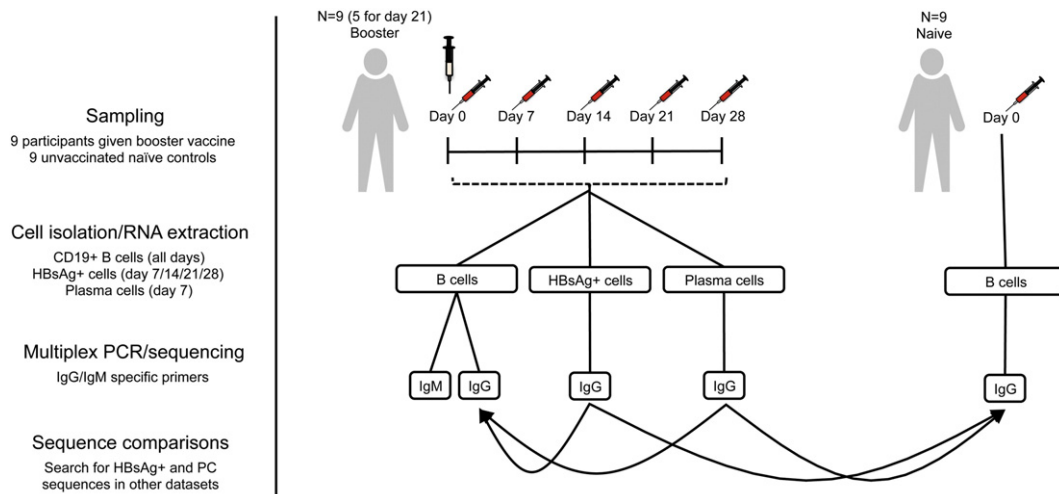 N=9 (5 for day 21)
Booster
N=9
Naive
Sampling
9 participants given booster vaccine
9 unvaccinated naïve controls
Day 0
Day 7
Day 14
Day 21
Day 28
Day 0
Cell isolation/RNA extraction
CD19+ B cells (all days)
HBsAg+ cells (day 7/14/21/28)
Plasma cells (day 7)
B cells
HBsAg+ cells
Plasma cells
B cells
Multiplex PCR/sequencing
IgG/IgM specific primers
IgM
IgG
IgG
IgG
IgG
Sequence comparisons
Search for HBsAg+ and PC
sequences in other datasets